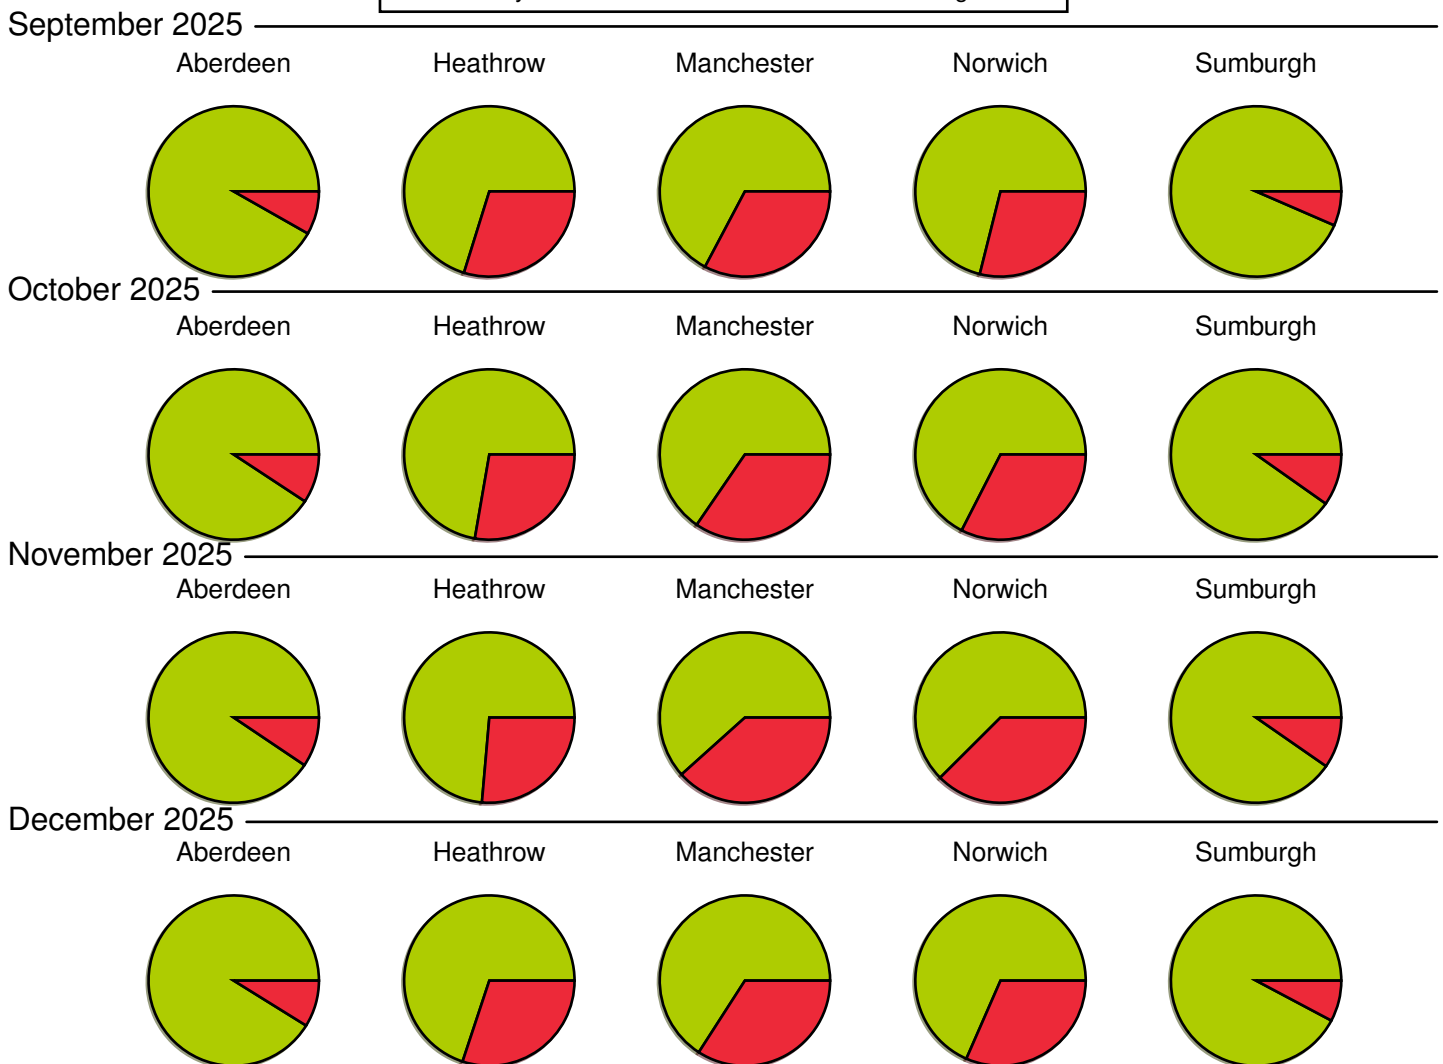 September 2025
Aberdeen Heathrow Manchester Norwich Sumburgh
October 2025
Aberdeen Heathrow Manchester Norwich Sumburgh
November 2025
Aberdeen Heathrow Manchester Norwich Sumburgh
December 2025
Aberdeen Heathrow Manchester Norwich Sumburgh